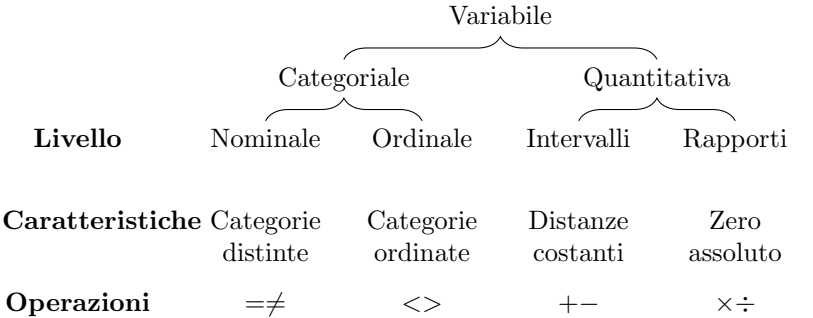 Variabile
Categoriale Quantitativa
Livello Nominale Ordinale Intervalli Rapporti
Caratteristiche Categorie Categorie Distanze Zero
distinte ordinate costanti assoluto
Operazioni =≠ <> +− ×÷